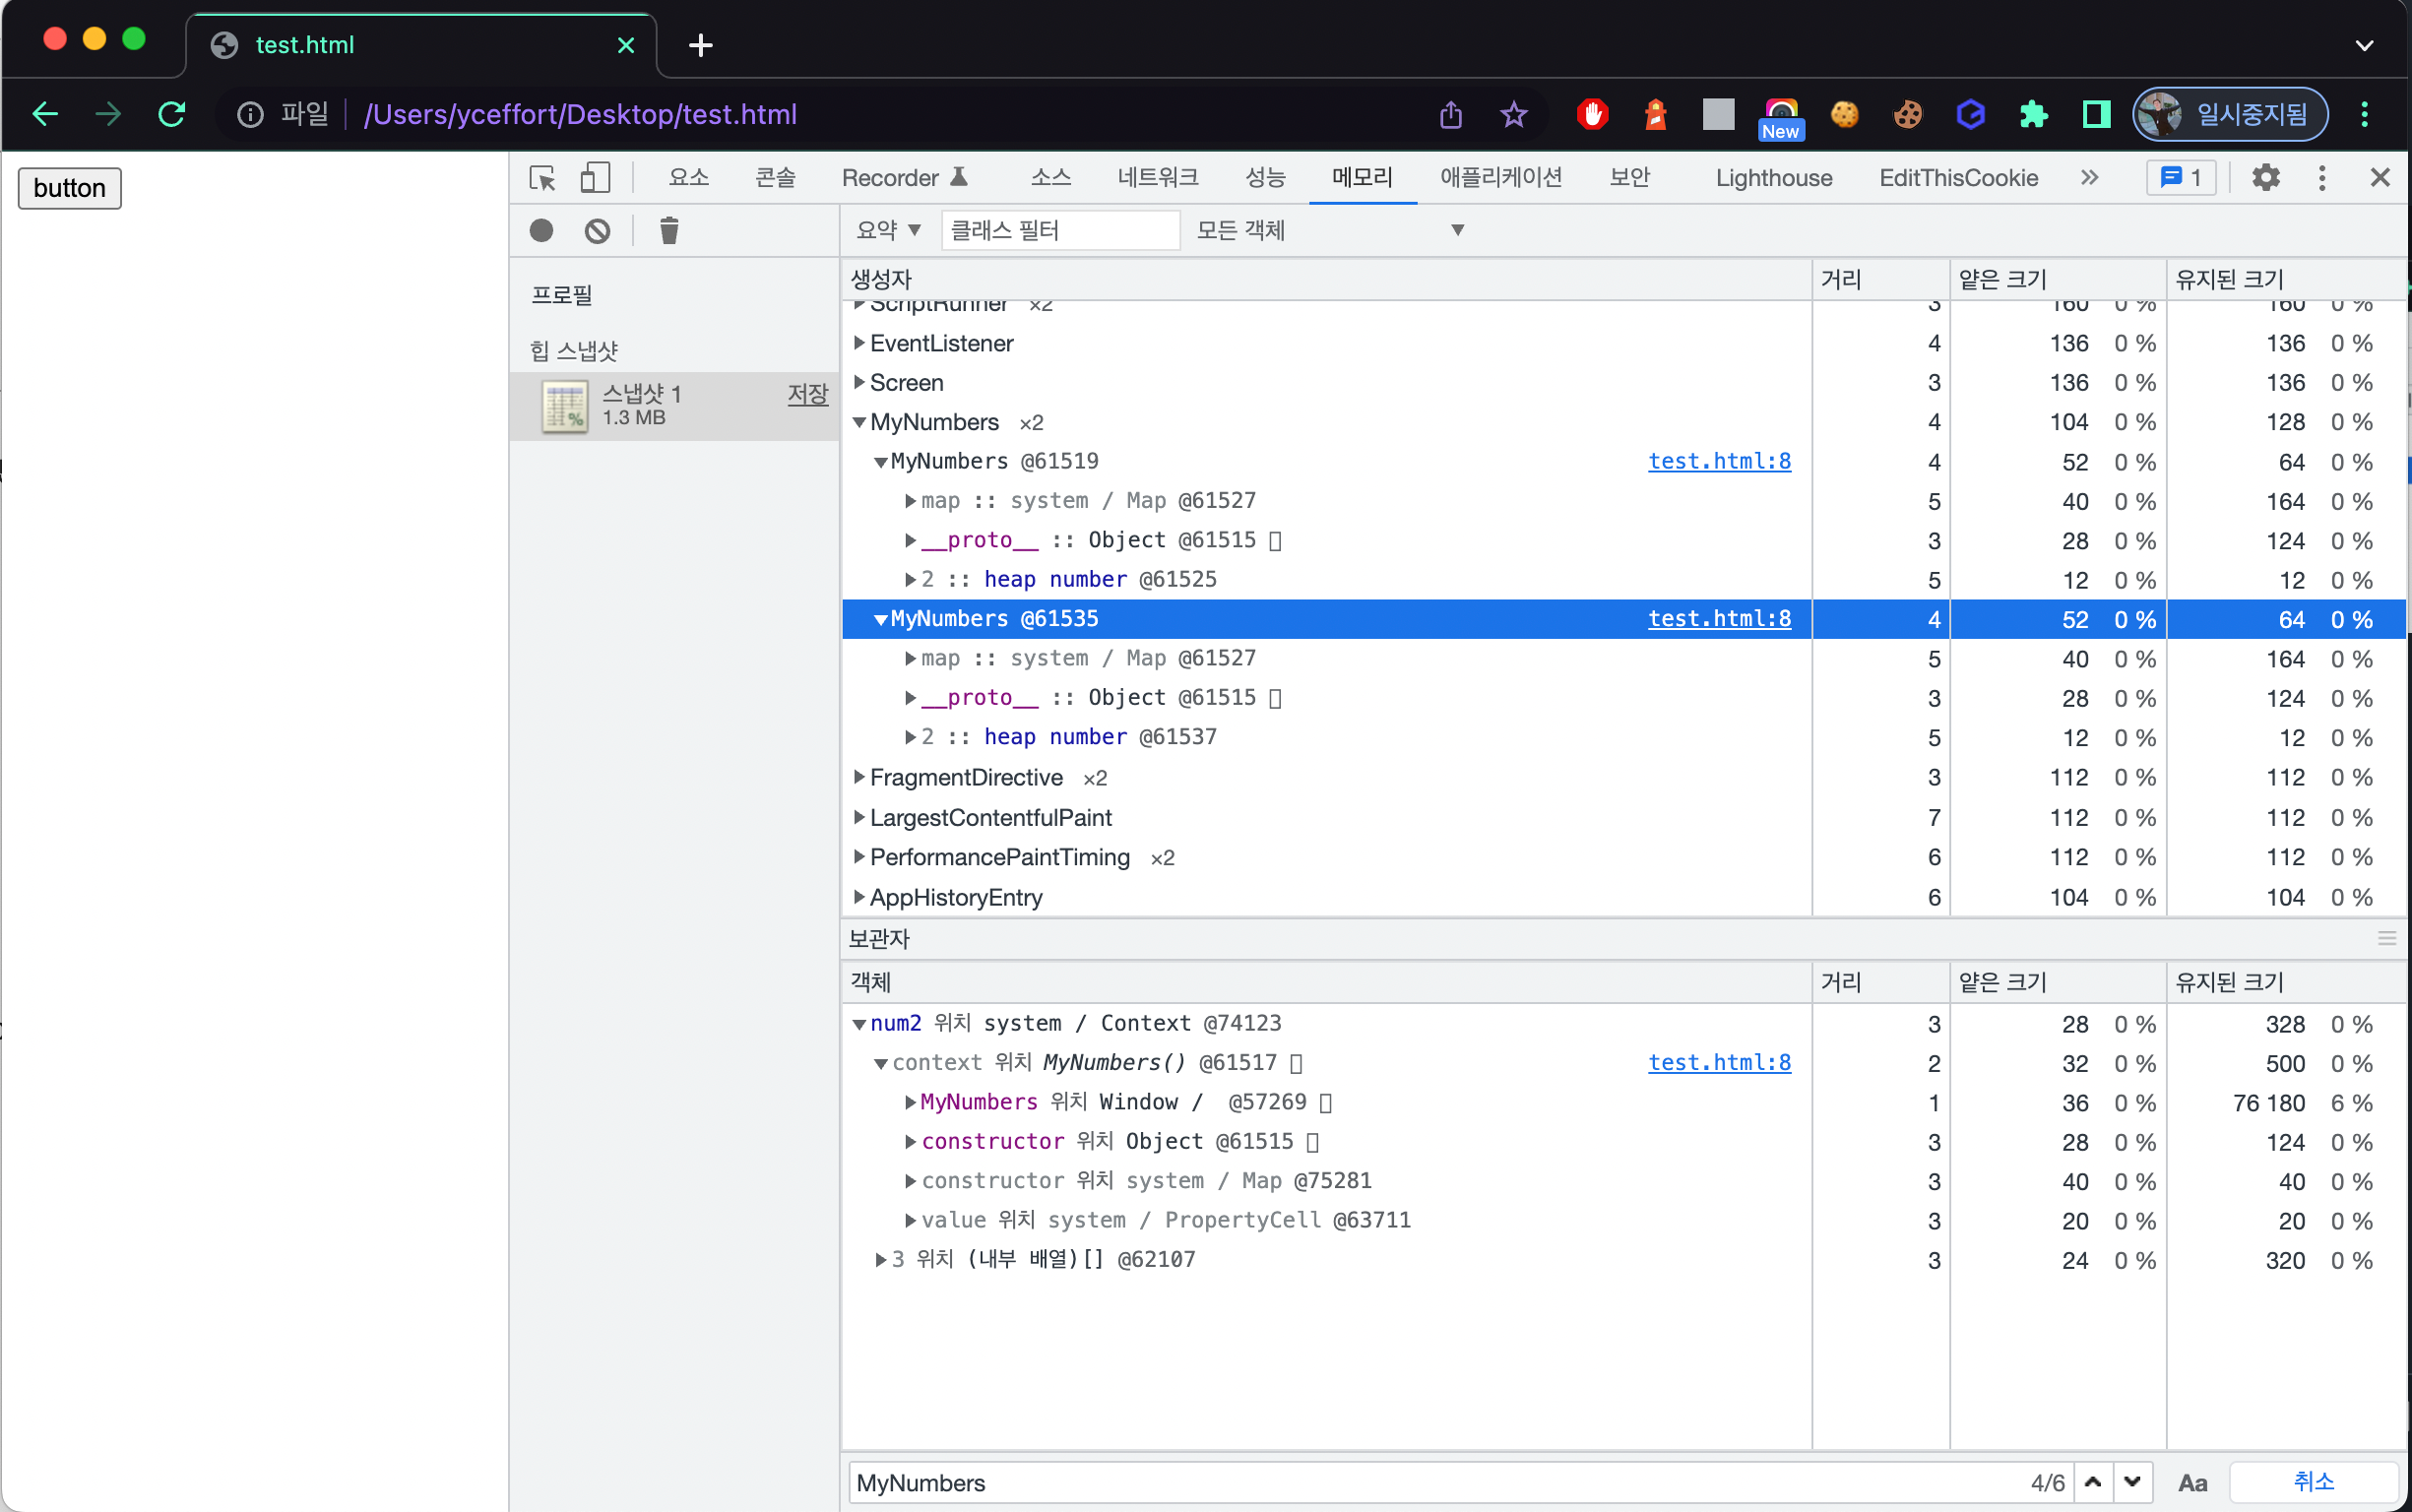 test.html
파일 /Users/yceffort/Desktop/test.html New 일시중지됨
button
요소 콘솔 Recorder 소스 네트워크 성능 메모리 애플리케이션 보안 Lighthouse EditThisCookie » 1
요약 ▼ 클래스 필터 모든 객체 ▼
프로필
힙 스냅샷
스냅샷 1 저장
1.3 MB
생성자 거리 얕은 크기 유지된 크기
ScriptRunner ×2 3 160 0 % 160 0 %
EventListener 4 136 0 % 136 0 %
Screen 3 136 0 % 136 0 %
MyNumbers ×2 4 104 0 % 128 0 %
MyNumbers @61519 test.html:8 4 52 0 % 64 0 %
map :: system / Map @61527 5 40 0 % 164 0 %
__proto__ :: Object @61515 ▯ 3 28 0 % 124 0 %
2 :: heap number @61525 5 12 0 % 12 0 %
MyNumbers @61535 test.html:8 4 52 0 % 64 0 %
map :: system / Map @61527 5 40 0 % 164 0 %
__proto__ :: Object @61515 ▯ 3 28 0 % 124 0 %
2 :: heap number @61537 5 12 0 % 12 0 %
FragmentDirective ×2 3 112 0 % 112 0 %
LargestContentfulPaint 7 112 0 % 112 0 %
PerformancePaintTiming ×2 6 112 0 % 112 0 %
AppHistoryEntry 6 104 0 % 104 0 %
보관자
객체 거리 얕은 크기 유지된 크기
num2 위치 system / Context @74123 3 28 0 % 328 0 %
context 위치 MyNumbers() @61517 ▯ test.html:8 2 32 0 % 500 0 %
MyNumbers 위치 Window / @57269 ▯ 1 36 0 % 76 180 6 %
constructor 위치 Object @61515 ▯ 3 28 0 % 124 0 %
constructor 위치 system / Map @75281 3 40 0 % 40 0 %
value 위치 system / PropertyCell @63711 3 20 0 % 20 0 %
3 위치 (내부 배열)[] @62107 3 24 0 % 320 0 %
MyNumbers 4/6 Aa 취소